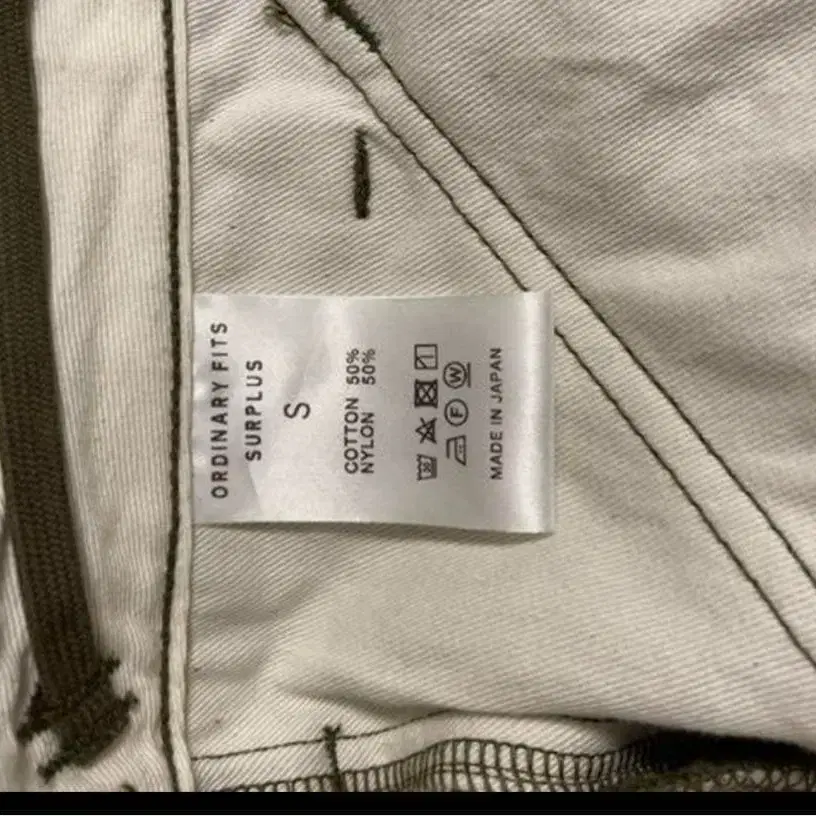 ORDINARY FITS
SURPLUS
S
COTTON 50%
NYLON 50%
F W
MADE IN JAPAN